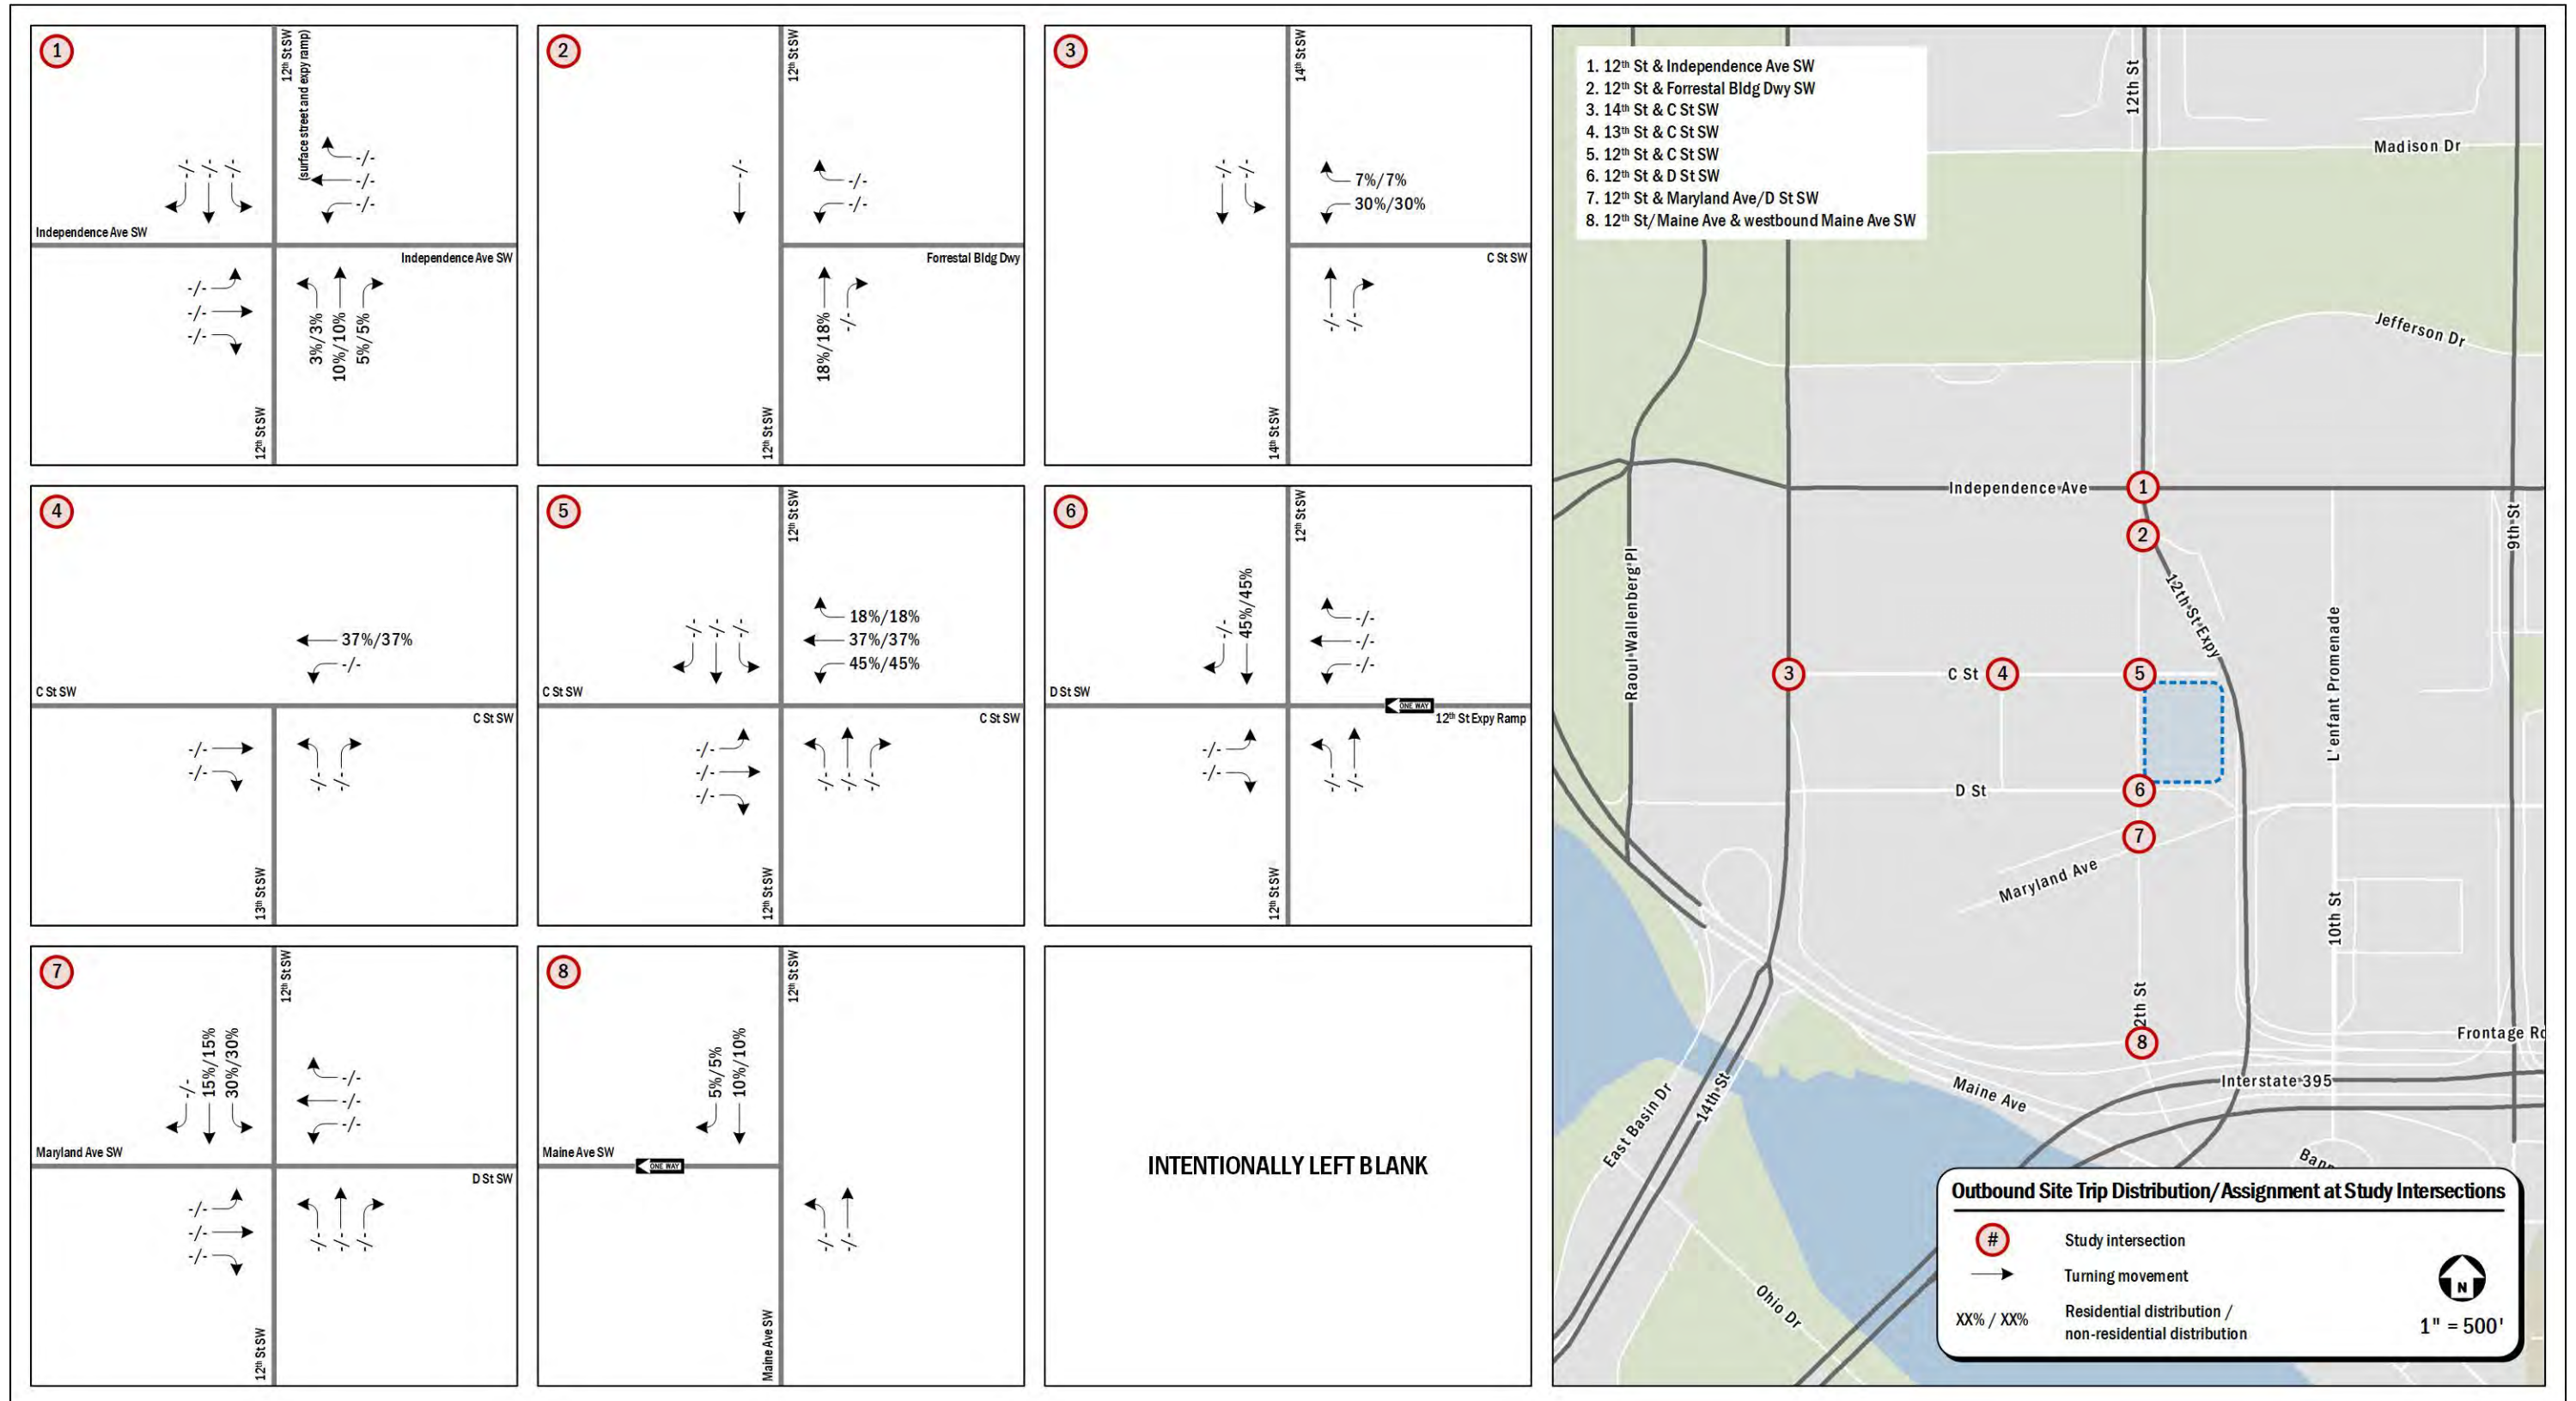 1
12th St SW
(surface street and expy ramp)
-/-
-/-
-/-
-/-
-/-
-/-
Independence Ave SW
Independence Ave SW
-/-
-/-
-/-
3%/3%
10%/10%
5%/5%
12th St SW
2
12th St SW
-/-
-/-
-/-
Forrestal Bldg Dwy
18%/18%
-/-
12th St SW
3
14th St SW
-/-
-/-
7%/7%
30%/30%
C St SW
-/-
-/-
14th St SW
4
37%/37%
-/-
C St SW
C St SW
-/-
-/-
-/-
-/-
13th St SW
5
12th St SW
-/-
-/-
-/-
18%/18%
37%/37%
45%/45%
C St SW
C St SW
-/-
-/-
-/-
-/-
-/-
-/-
12th St SW
6
12th St SW
-/-
45%/45%
-/-
-/-
-/-
D St SW
ONE WAY
12th St Expy Ramp
-/-
-/-
-/-
-/-
12th St SW
7
12th St SW
-/-
15%/15%
30%/30%
-/-
-/-
-/-
Maryland Ave SW
D St SW
-/-
-/-
-/-
-/-
-/-
-/-
12th St SW
8
12th St SW
5%/5%
10%/10%
Maine Ave SW
ONE WAY
-/-
-/-
Maine Ave SW
INTENTIONALLY LEFT BLANK
1. 12th St & Independence Ave SW
2. 12th St & Forrestal Bldg Dwy SW
3. 14th St & C St SW
4. 13th St & C St SW
5. 12th St & C St SW
6. 12th St & D St SW
7. 12th St & Maryland Ave/D St SW
8. 12th St/Maine Ave & westbound Maine Ave SW
12th St
Madison Dr
Jefferson Dr
Independence Ave
1
2
9th St
Raoul Wallenberg Pl
12th St Expy
L'enfant Promenade
3
C St
4
5
D St
6
7
Maryland Ave
10th St
2th St
8
Frontage Rd
Interstate 395
Maine Ave
East Basin Dr
14th St
Bann
Ohio Dr
Outbound Site Trip Distribution/Assignment at Study Intersections
#
Study intersection
Turning movement
XX% / XX%
Residential distribution /
non-residential distribution
N
1" = 500'